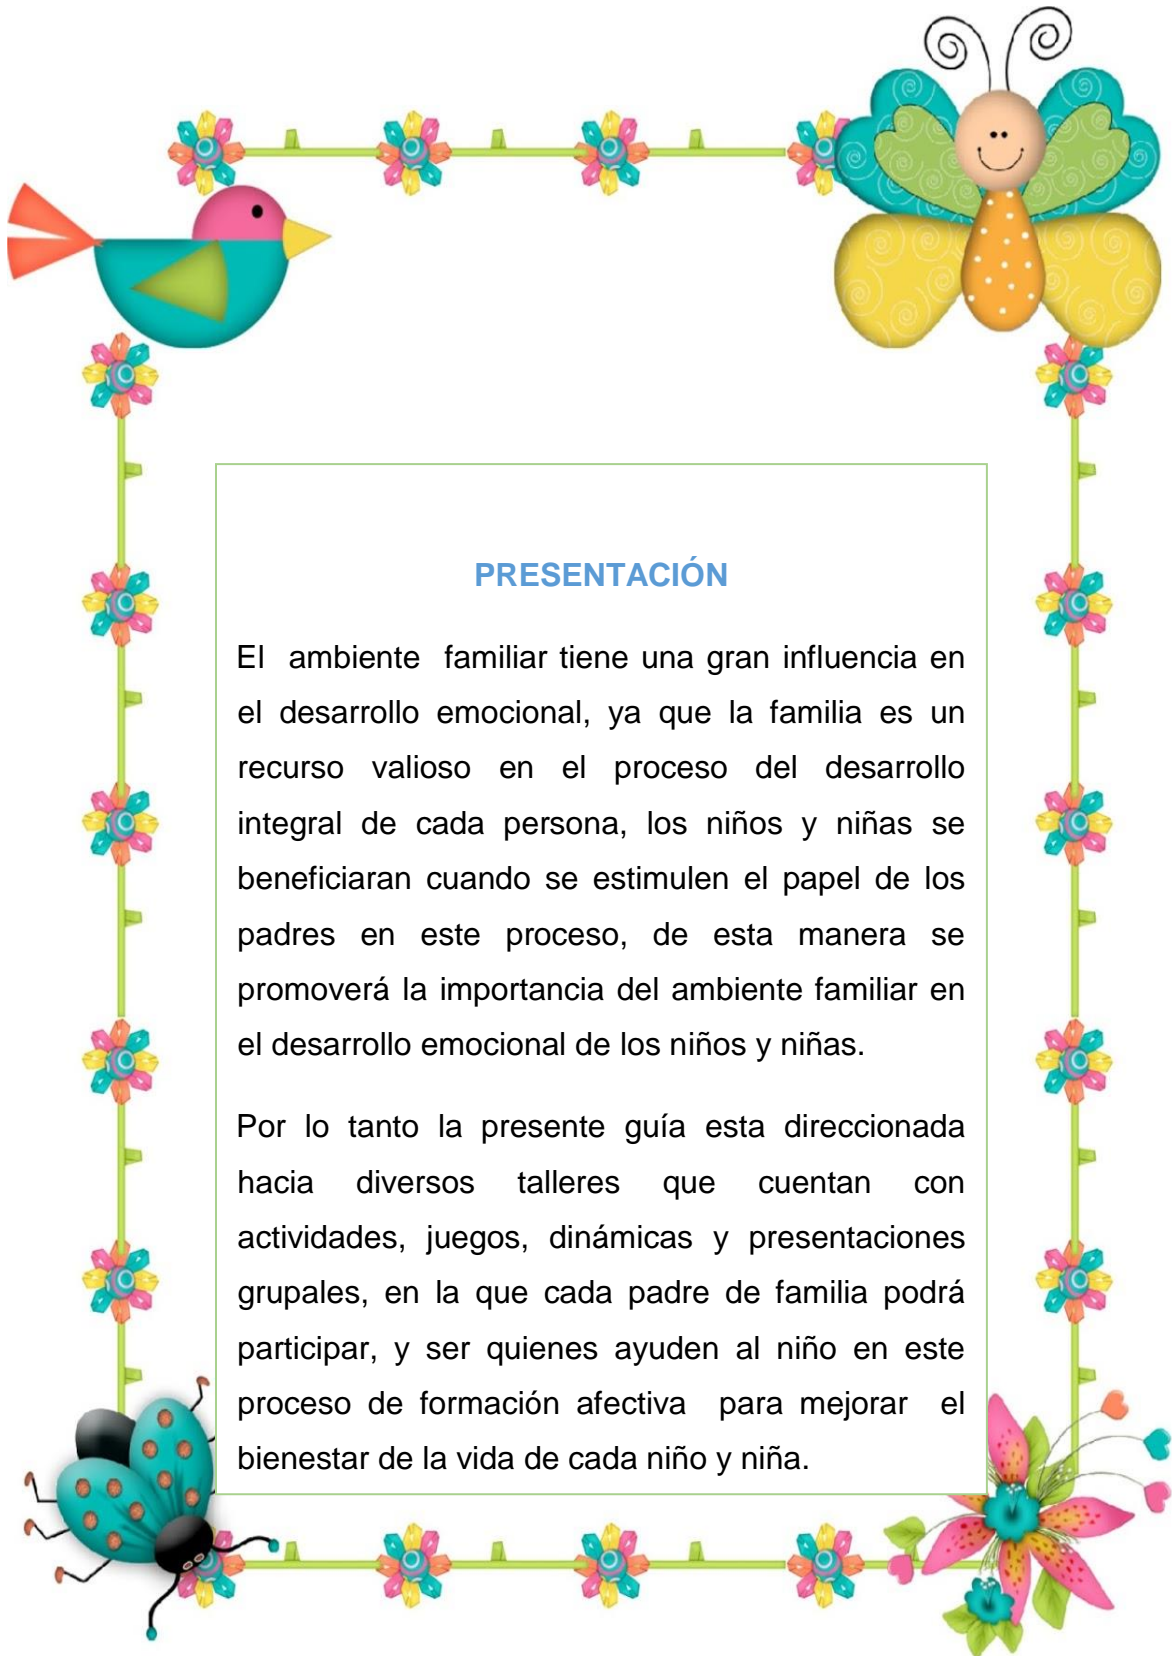 PRESENTACIÓN
El ambiente familiar tiene una gran influencia en
el desarrollo emocional, ya que la familia es un
recurso valioso en el proceso del desarrollo
integral de cada persona, los niños y niñas se
beneficiaran cuando se estimulen el papel de los
padres en este proceso, de esta manera se
promoverá la importancia del ambiente familiar en
el desarrollo emocional de los niños y niñas.
Por lo tanto la presente guía esta direccionada
hacia diversos talleres que cuentan con
actividades, juegos, dinámicas y presentaciones
grupales, en la que cada padre de familia podrá
participar, y ser quienes ayuden al niño en este
proceso de formación afectiva para mejorar el
bienestar de la vida de cada niño y niña.